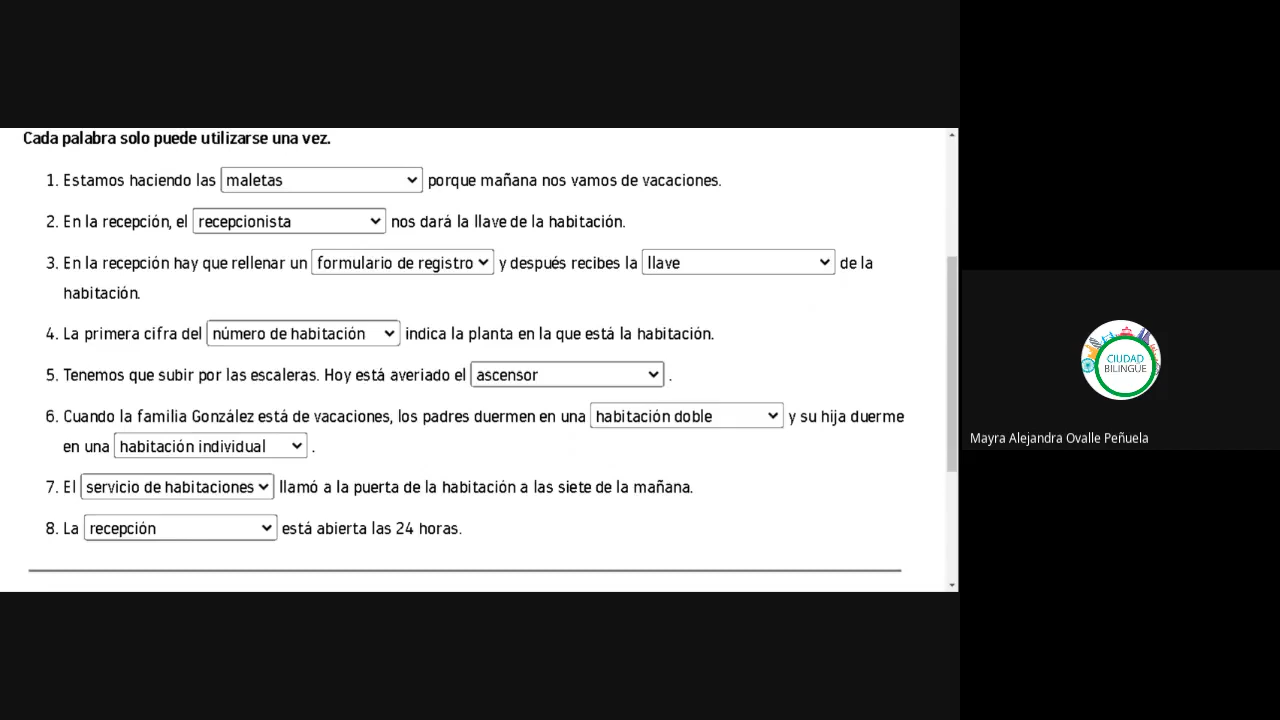 Cada palabra solo puede utilizarse una vez.
1. Estamos haciendo las maletas porque mañana nos vamos de vacaciones.
2. En la recepción, el recepcionista nos dará la llave de la habitación.
3. En la recepción hay que rellenar un formulario de registro y después recibes la llave de la
habitación.
4. La primera cifra del número de habitación indica la planta en la que está la habitación.
5. Tenemos que subir por las escaleras. Hoy está averiado el ascensor .
6. Cuando la familia González está de vacaciones, los padres duermen en una habitación doble y su hija duerme
en una habitación individual .
7. El servicio de habitaciones llamó a la puerta de la habitación a las siete de la mañana.
8. La recepción está abierta las 24 horas.
CIUDAD
BILINGÜE
Mayra Alejandra Ovalle Peñuela